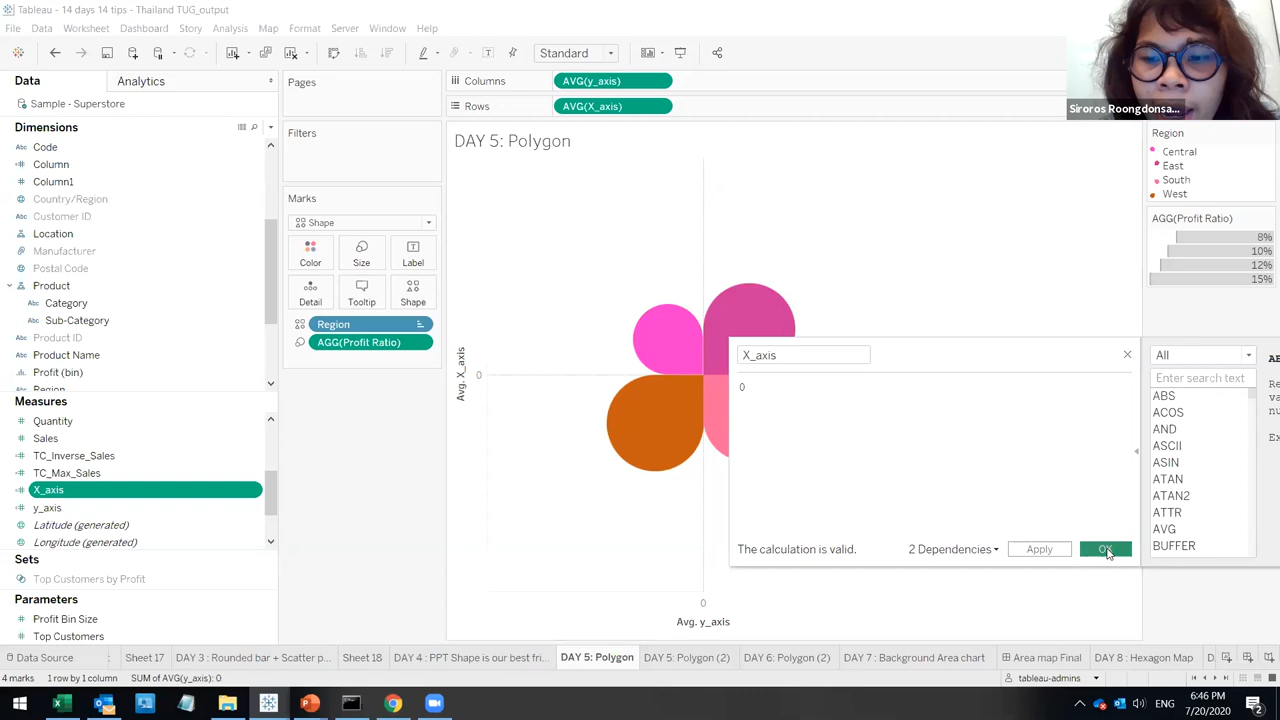 Tableau - 14 days 14 tips - Thailand TUG_output
File Data Worksheet Dashboard Story Analysis Map Format Server Window Help
Standard
Data Analytics
Sample - Superstore
Dimensions
Abc Code
Column
Column1
Country/Region
Abc Customer ID
Location
Manufacturer
Postal Code
Product
Abc Category
Abc Sub-Category
Abc Product ID
Abc Product Name
Profit (bin)
Region
Measures
Quantity
Sales
TC_Inverse_Sales
TC_Max_Sales
X_axis
y_axis
Latitude (generated)
Longitude (generated)
Sets
Top Customers by Profit
Parameters
Profit Bin Size
Top Customers
Pages
Filters
Marks
Shape
Color Size Label
Detail Tooltip Shape
Region
AGG(Profit Ratio)
Columns AVG(y_axis)
Rows AVG(X_axis)
DAY 5: Polygon
Avg. X_axis
0
0
Avg. y_axis
X_axis
0
The calculation is valid.
2 Dependencies
Apply
OK
All
Enter search text
ABS
ACOS
AND
ASCII
ASIN
ATAN
ATAN2
ATTR
AVG
BUFFER
Siroros Roongdonsa...
Region
Central
East
South
West
AGG(Profit Ratio)
8%
10%
12%
15%
Data Source Sheet 17 DAY 3 : Rounded bar + Scatter p... Sheet 18 DAY 4 : PPT Shape is our best fri... DAY 5: Polygon DAY 5: Polygon (2) DAY 6: Polygon (2) DAY 7 : Background Area chart Area map Final DAY 8 : Hexagon Map
4 marks 1 row by 1 column SUM of AVG(y_axis): 0 tableau-admins
ENG
6:46 PM
7/20/2020
2